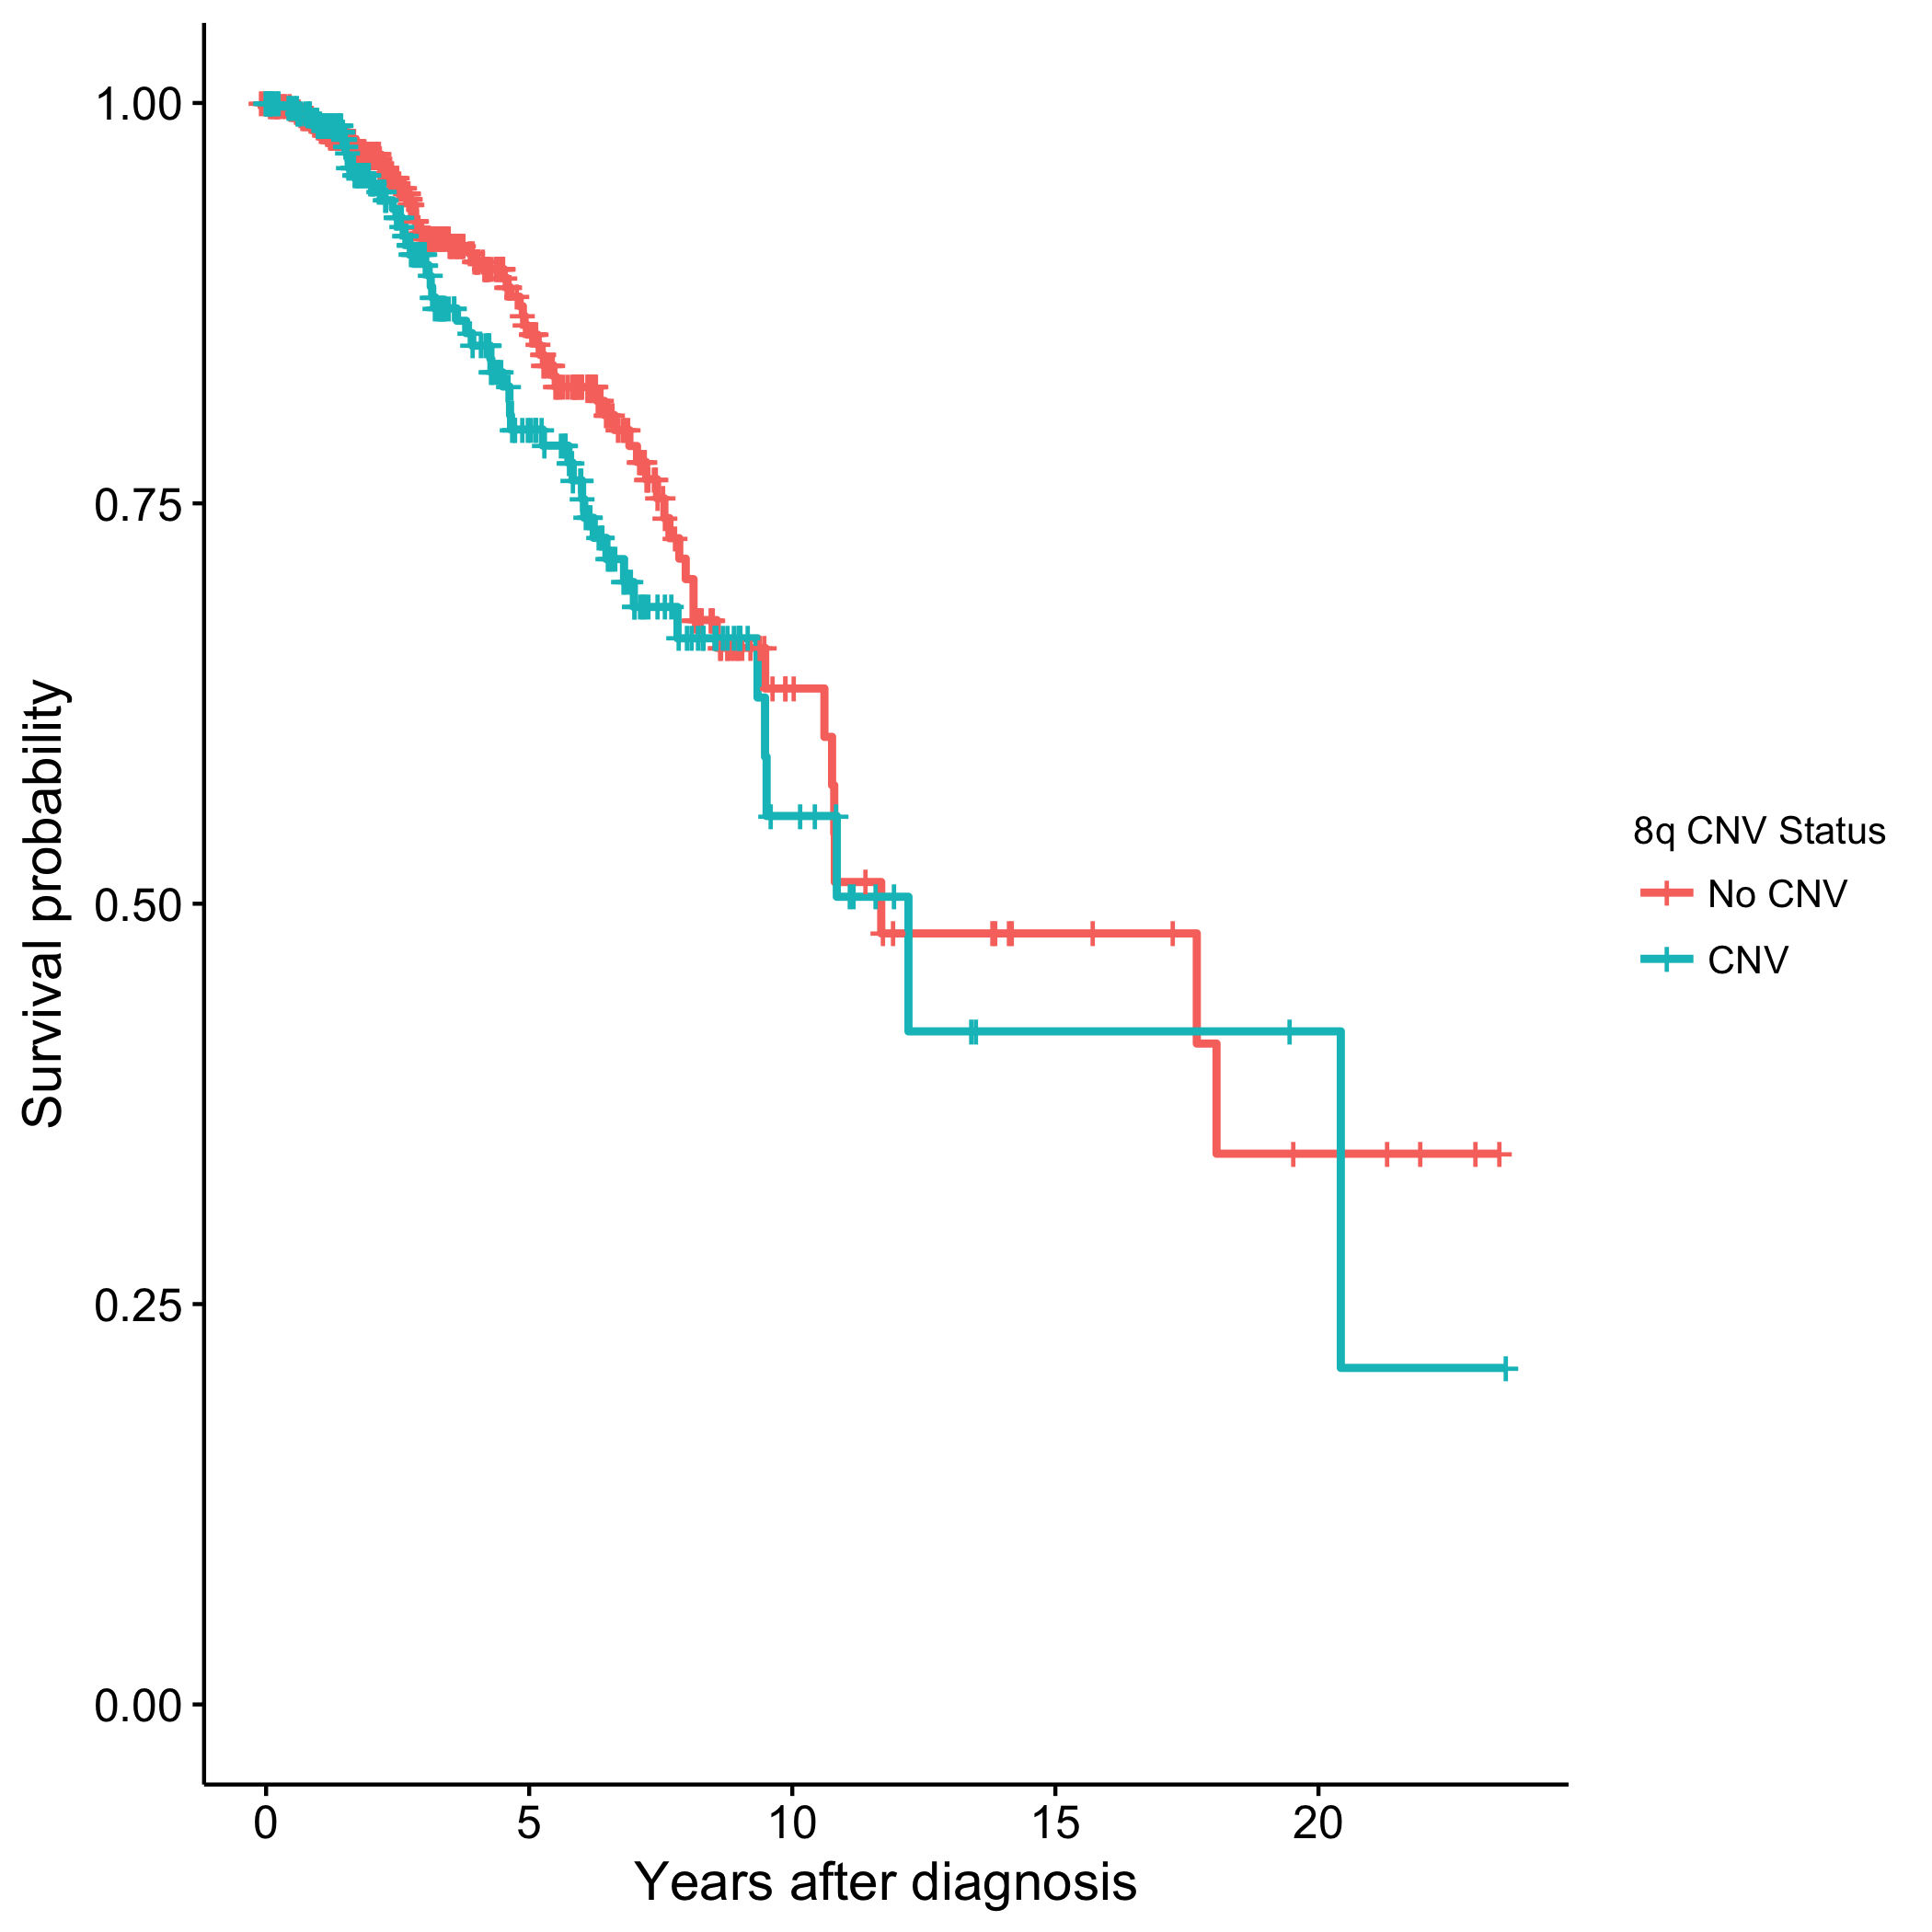 Survival probability
1.00
0.75
0.50
0.25
0.00
0 5 10 15 20
Years after diagnosis
8q CNV Status
No CNV
CNV